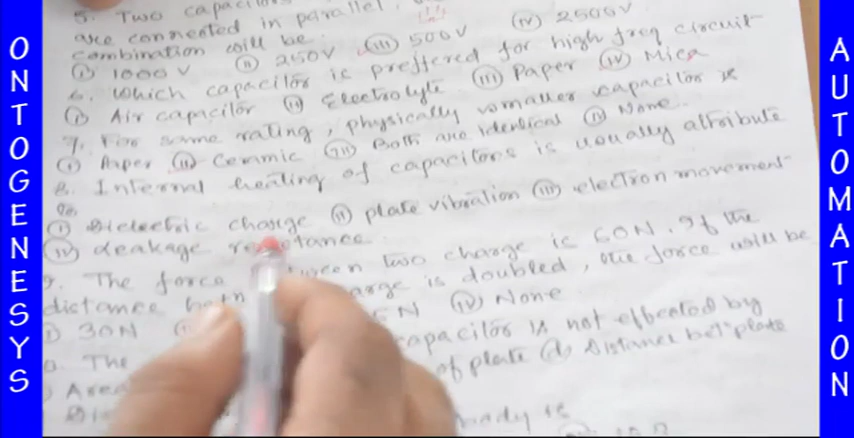 ONTOGENESYS
5. Two capacitors
are connected in parallel,
combination will be
(i) 1000 V (ii) 250V (iii) 500V (iv) 2500V
6. Which capacitor is preffered for high freq circuit
(i) Air capacitor (ii) Electrolyte (iii) Paper (iv) Mica
7. For same rating, physically smaller capacitor is
(i) Paper (ii) Ceramic (iii) Both are identical (iv) None
8. Internal heating of capacitors is usually attribute
to
(i) Dielectric charge (ii) plate vibration (iii) electron movement
(iv) Leakage resistance
9. The force between two charge is 60N. If the
distance betn charge is doubled, the force will be
(i) 30N N (iv) None
The capacitor is not effected by
Area of plate Distance betn plate
is
AUTOMATION